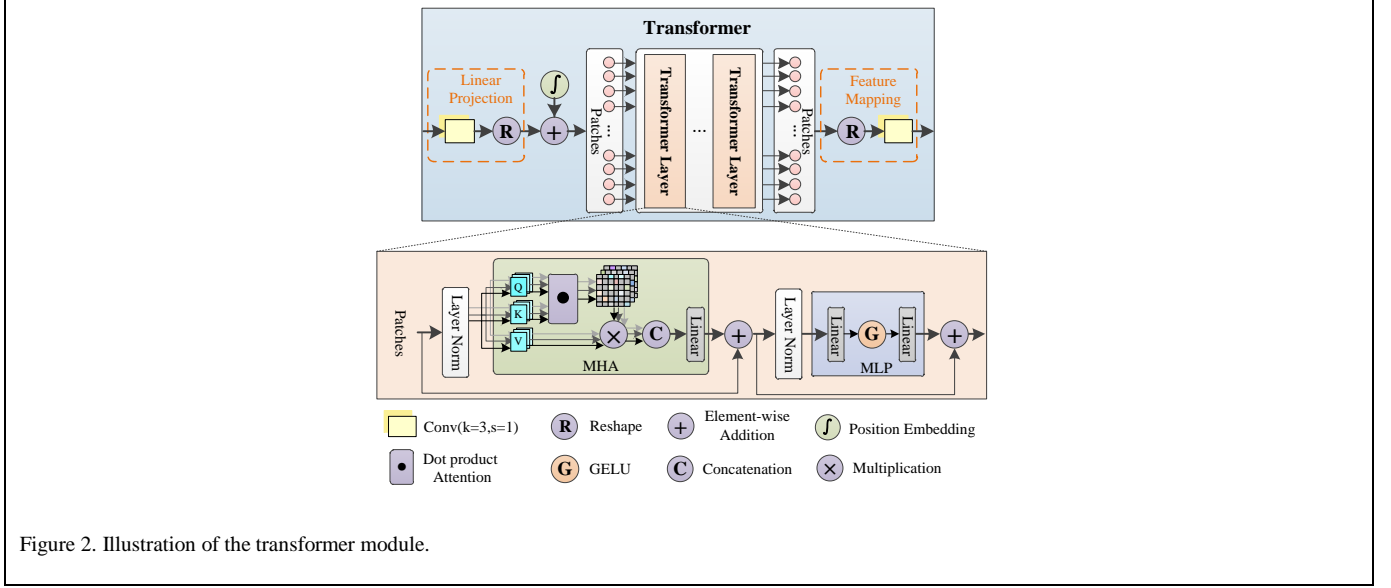 Transformer
Linear
Projection
R
∫
+
Patches
...
Transformer Layer
...
Transformer Layer
Patches
...
Feature
Mapping
R
Patches
Layer Norm
Q
K
V
×
C
Linear
MHA
+
Layer Norm
Linear
G
Linear
MLP
+
Conv(k=3,s=1)
R
Reshape
+
Element-wise
Addition
∫
Position Embedding
Dot product
Attention
G
GELU
C
Concatenation
×
Multiplication
Figure 2. Illustration of the transformer module.